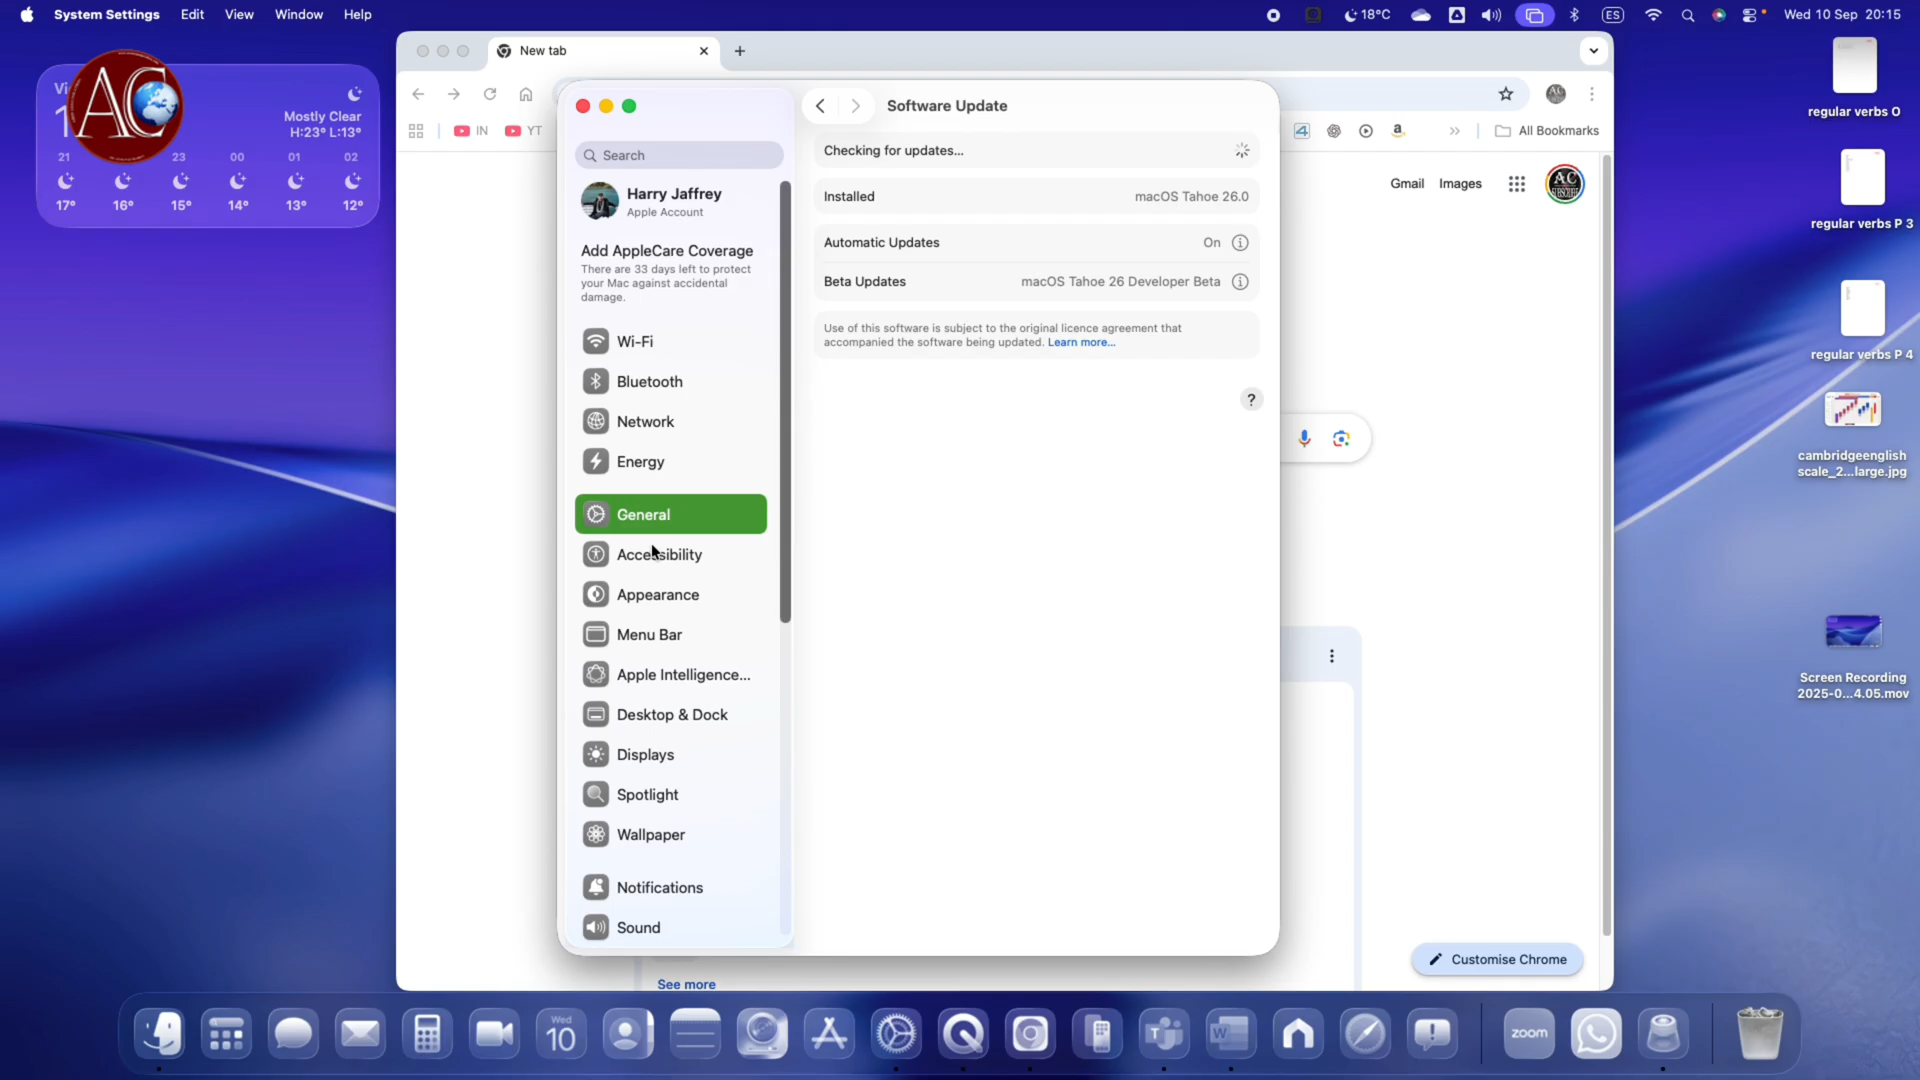 System Settings Edit View Window Help
18°C ES Wed 10 Sep 20:15
Mostly Clear
H:23° L:13°
21 23 00 01 02
17° 16° 15° 14° 13° 12°
AC
New tab
IN YT
All Bookmarks
Gmail Images
Software Update
Search
Harry Jaffrey
Apple Account
Add AppleCare Coverage
There are 33 days left to protect
your Mac against accidental
damage.
Wi-Fi
Bluetooth
Network
Energy
General
Accessibility
Appearance
Menu Bar
Apple Intelligence...
Desktop & Dock
Displays
Spotlight
Wallpaper
Notifications
Sound
Checking for updates...
Installed macOS Tahoe 26.0
Automatic Updates On
Beta Updates macOS Tahoe 26 Developer Beta
Use of this software is subject to the original licence agreement that
accompanied the software being updated. Learn more...
?
See more
Customise Chrome
regular verbs O
regular verbs P 3
regular verbs P 4
cambridgeenglish
scale_2...large.jpg
Screen Recording
2025-0...4.05.mov
Wed
10
zoom